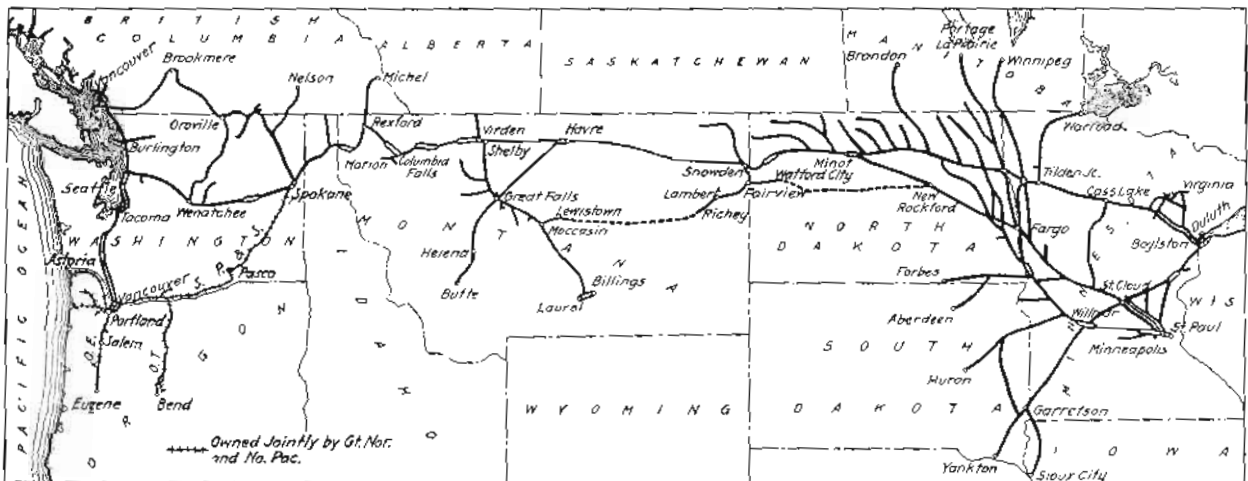 BRITISH
COLUMBIA
ALBERTA
SASKATCHEWAN
MANITOBA
Vancouver
Brookmere
Nelson
Michel
Brandon
Portage
La Prairie
Winnipeg
Oroville
Rexford
Virden
Havre
Warroad
Burlington
Marion
Columbia
Falls
Shelby
Snowden
Minot
Watford City
Tilden Jc.
Cass Lake
Virginia
Seattle
Wenatchee
Spokane
Great Falls
Lambert
Fairview
New
Rockford
Duluth
Tacoma
Lewistown
Richey
Moccasin
Fargo
Boylston
WASHINGTON
MONTANA
NORTH
DAKOTA
Helena
Astoria
Pasco
S. P. & S.
Vancouver
Butte
Billings
Laurel
Forbes
St. Cloud
WIS
Portland
Salem
Aberdeen
Willmar
St. Paul
Minneapolis
O.E.
O.T.
OREGON
IDAHO
SOUTH
DAKOTA
Huron
Eugene
Bend
WYOMING
Garretson
PACIFIC OCEAN
Owned Jointly by Gt. Nor.
and No. Pac.
Yankton
Sioux City
IOWA